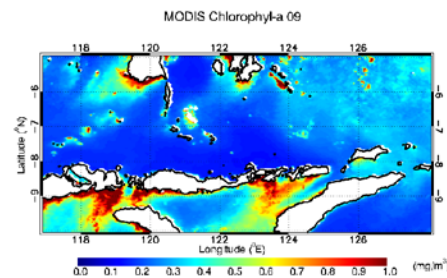 MODIS Chlorophyl-a 09
118 120 122 124 126
-6 -6
-7 -7
-8 -8
-9 -9
Latitude (°N)
118 120 122 124 126
Longitude (°E)
0.0 0.1 0.2 0.3 0.4 0.5 0.6 0.7 0.8 0.9 1.0 (mg)m⁻